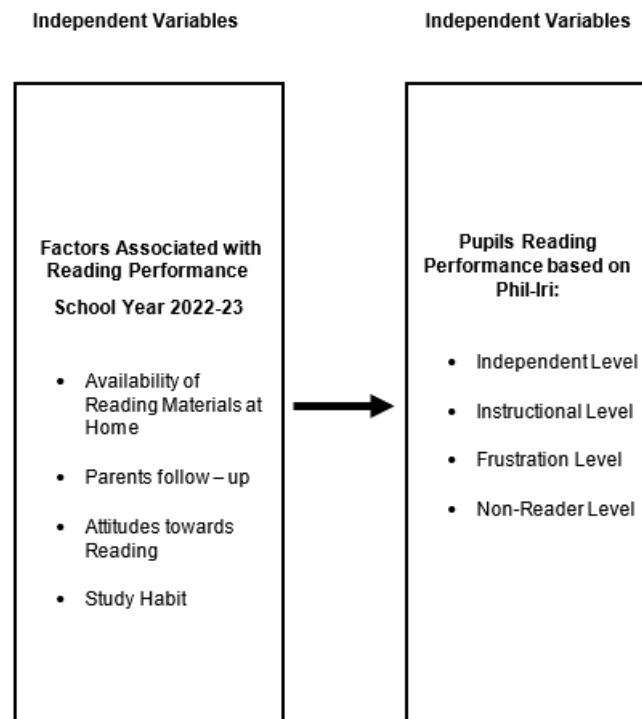 Independent Variables
Independent Variables
Factors Associated with
Reading Performance
School Year 2022-23
• Availability of
Reading Materials at
Home
• Parents follow – up
• Attitudes towards
Reading
• Study Habit
Pupils Reading
Performance based on
Phil-Iri:
• Independent Level
• Instructional Level
• Frustration Level
• Non-Reader Level